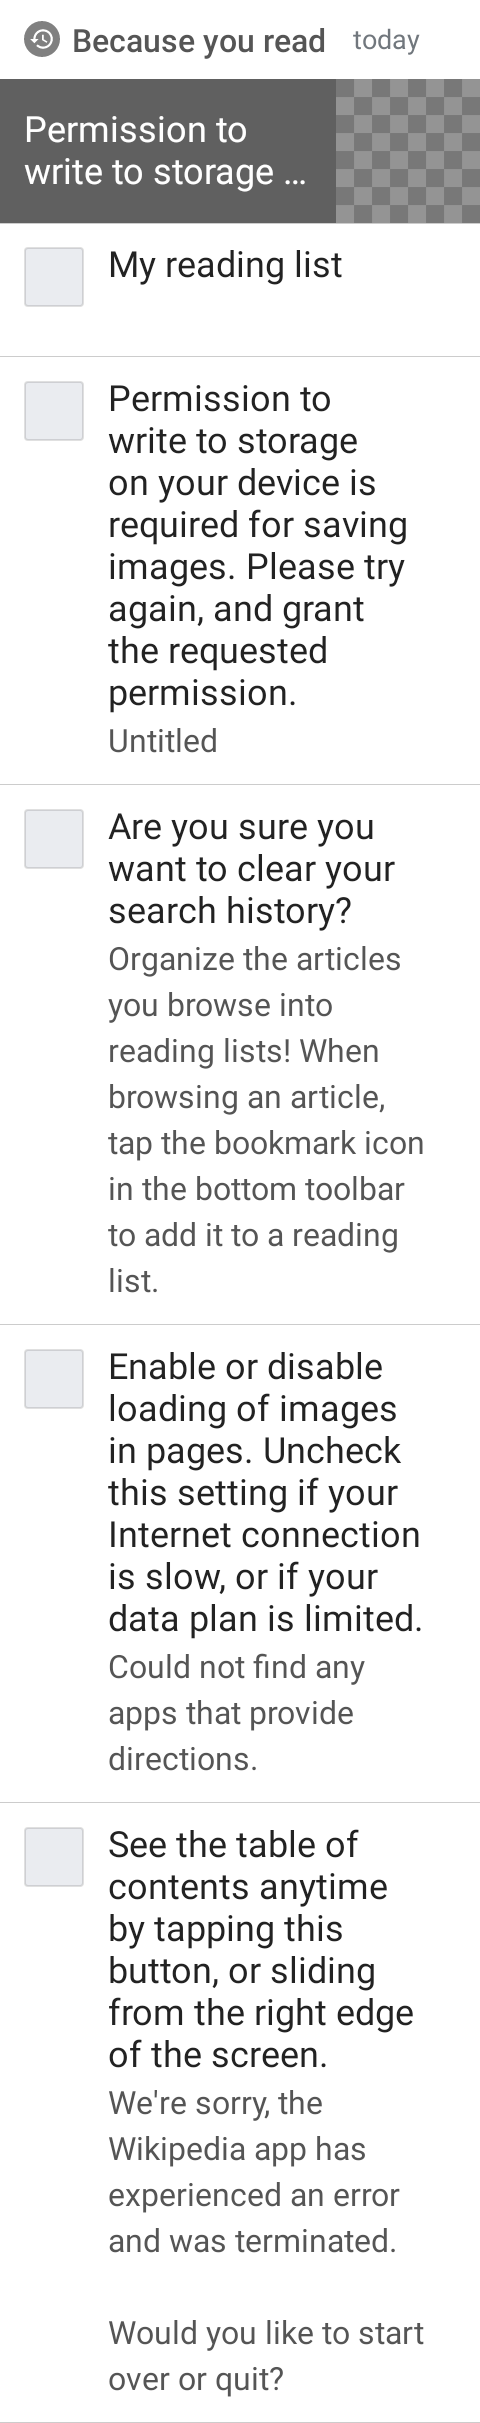 Because you read today
Permission to
write to storage ...
My reading list
Permission to
write to storage
on your device is
required for saving
images. Please try
again, and grant
the requested
permission.
Untitled
Are you sure you
want to clear your
search history?
Organize the articles
you browse into
reading lists! When
browsing an article,
tap the bookmark icon
in the bottom toolbar
to add it to a reading
list.
Enable or disable
loading of images
in pages. Uncheck
this setting if your
Internet connection
is slow, or if your
data plan is limited.
Could not find any
apps that provide
directions.
See the table of
contents anytime
by tapping this
button, or sliding
from the right edge
of the screen.
We're sorry, the
Wikipedia app has
experienced an error
and was terminated.
Would you like to start
over or quit?